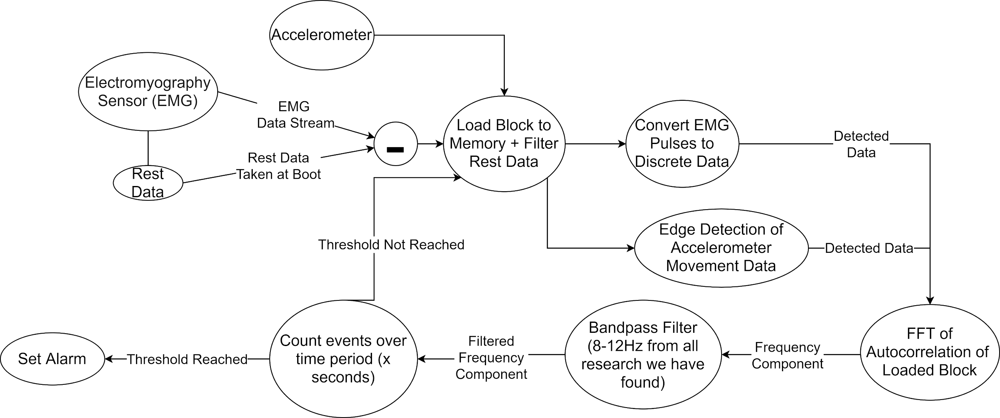 Accelerometer
Electromyography
Sensor (EMG)
EMG
Data Stream
Rest Data
Taken at Boot
Rest
Data
-
Load Block to
Memory + Filter
Rest Data
Convert EMG
Pulses to
Discrete Data
Detected
Data
Edge Detection of
Accelerometer
Movement Data
Detected Data
Threshold Not Reached
FFT of
Autocorrelation of
Loaded Block
Frequency
Component
Bandpass Filter
(8-12Hz from all
research we have
found)
Filtered
Frequency
Component
Count events over
time period (x
seconds)
Threshold Reached
Set Alarm